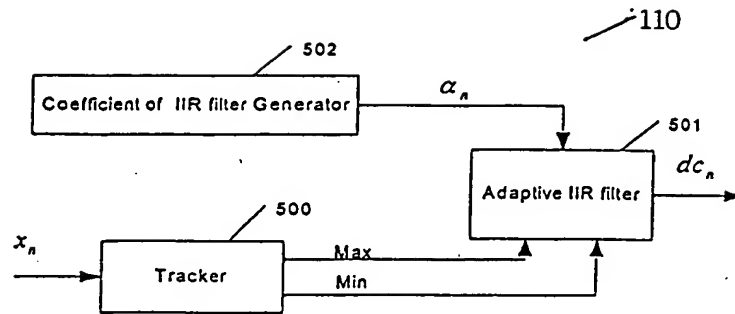 110
502
Coefficient of IIR filter Generator
αₙ
501
Adaptive IIR filter
dcₙ
500
xₙ
Tracker
Max
Min